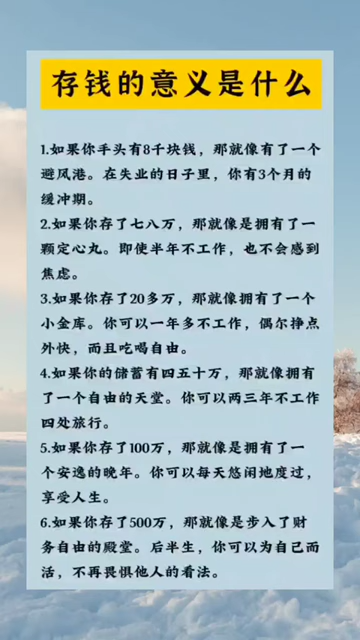 存钱的意义是什么
1.如果你手头有8千块钱，那就像有了一个
避风港。在失业的日子里，你有3个月的
缓冲期。
2.如果你存了七八万，那就像是拥有了一
颗定心丸。即使半年不工作，也不会感到
焦虑。
3.如果你存了20多万，那就像拥有了一个
小金库。你可以一年多不工作，偶尔挣点
外快，而且吃喝自由。
4.如果你的储蓄有四五十万，那就像拥有
了一个自由的天堂。你可以两三年不工作
四处旅行。
5.如果你存了100万，那就像是拥有了一
个安逸的晚年。你可以每天悠闲地度过，
享受人生。
6.如果你存了500万，那就像是步入了财
务自由的殿堂。后半生，你可以为自己而
活，不再畏惧他人的看法。